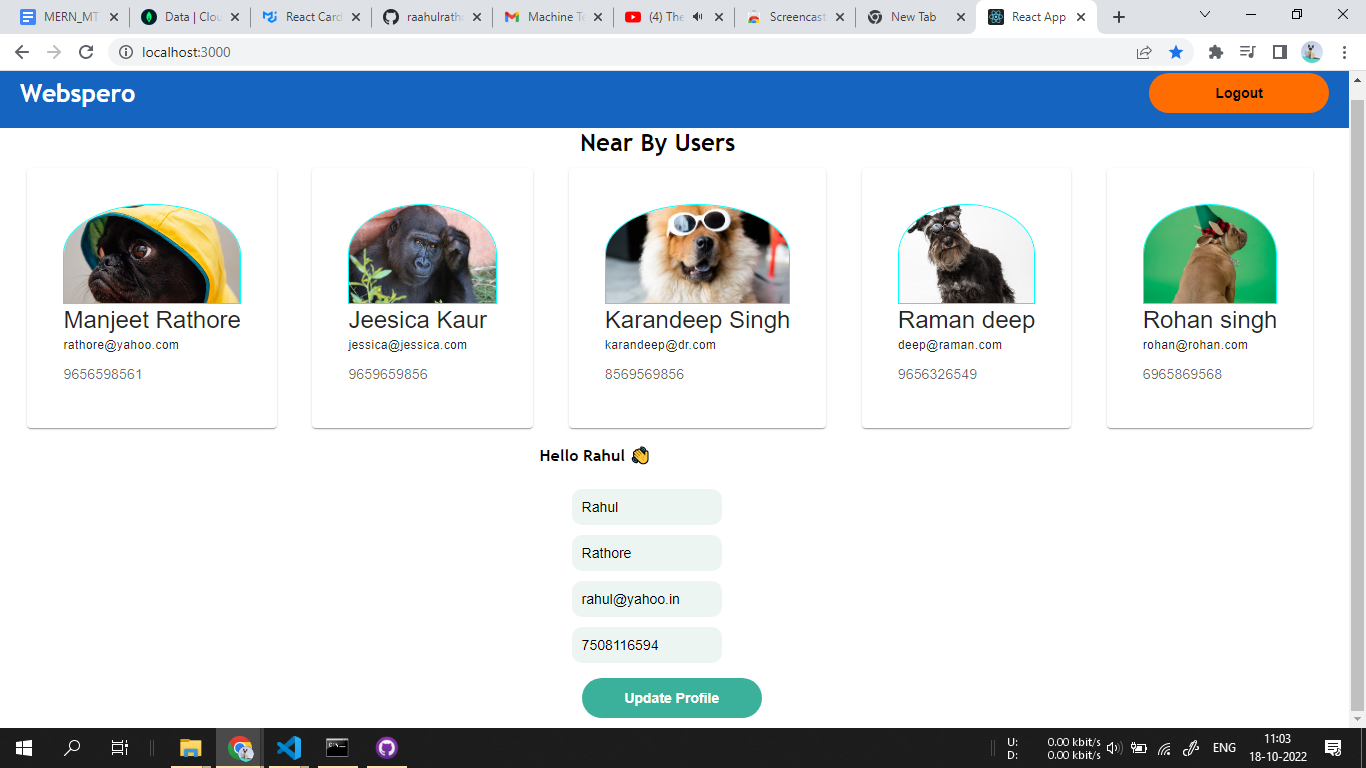 MERN_MT
Data | Clou
React Card
raahulratho
Machine Te
(4) The
Screencast
New Tab
React App
localhost:3000
Webspero
Logout
Near By Users
Manjeet Rathore
rathore@yahoo.com
9656598561
Jeesica Kaur
jessica@jessica.com
9659659856
Karandeep Singh
karandeep@dr.com
8569569856
Raman deep
deep@raman.com
9656326549
Rohan singh
rohan@rohan.com
6965869568
Hello Rahul 👏
Rahul
Rathore
rahul@yahoo.in
7508116594
Update Profile
U: 0.00 kbit/s
D: 0.00 kbit/s
ENG
11:03
18-10-2022